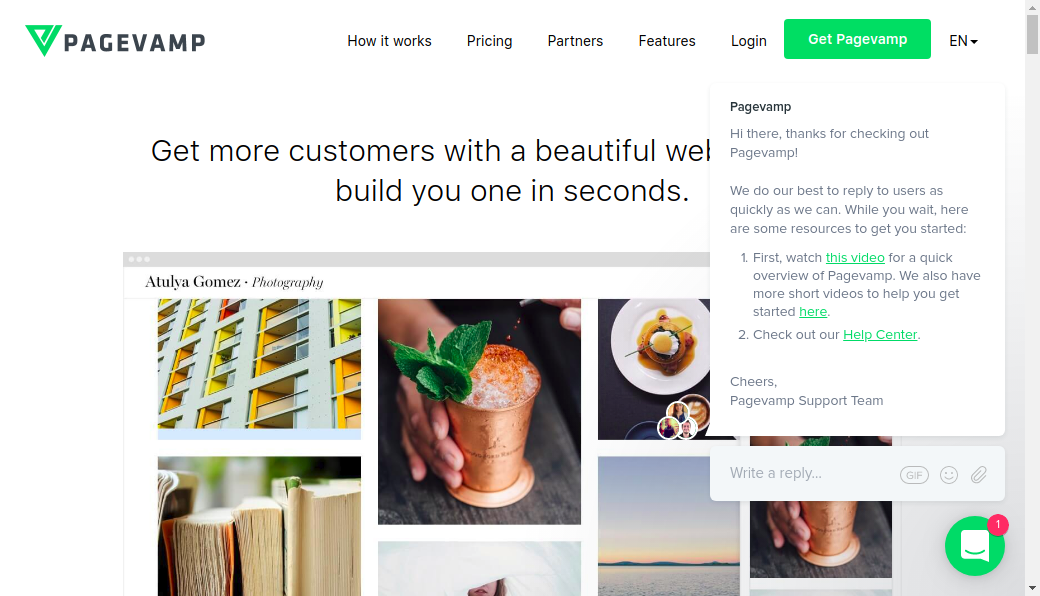 PAGEVAMP
How it works
Pricing
Partners
Features
Login
Get Pagevamp
EN
Get more customers with a beautiful
build you one in seconds.
Atulya Gomez · Photography
Pagevamp
Hi there, thanks for checking out
Pagevamp!
We do our best to reply to users as
quickly as we can. While you wait, here
are some resources to get you started:
1. First, watch this video for a quick
overview of Pagevamp. We also have
more short videos to help you get
started here.
2. Check out our Help Center.
Cheers,
Pagevamp Support Team
Write a reply...
GIF
1